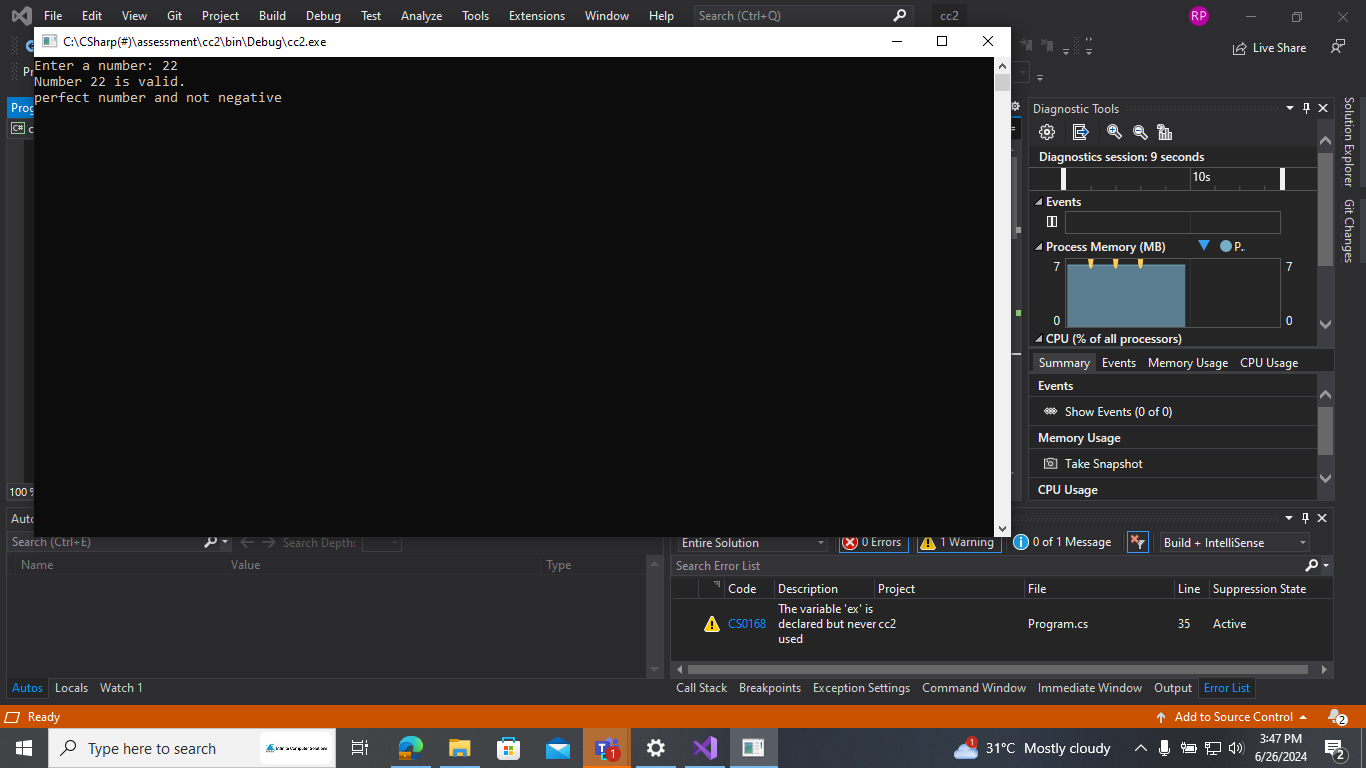 File Edit View Git Project Build Debug Test Analyze Tools Extensions Window Help Search (Ctrl+Q) cc2 RP
C:\CSharp(#)\assessment\cc2\bin\Debug\cc2.exe
Live Share
Enter a number: 22
Number 22 is valid.
perfect number and not negative
Pr
Prog
C#
100 %
Diagnostic Tools
Diagnostics session: 9 seconds
10s
Events
Process Memory (MB) P..
7 7
0 0
CPU (% of all processors)
Summary Events Memory Usage CPU Usage
Events
Show Events (0 of 0)
Memory Usage
Take Snapshot
CPU Usage
Solution Explorer
Git Changes
Auto
Search (Ctrl+E) Search Depth:
Name Value Type
Autos Locals Watch 1
Entire Solution 0 Errors 1 Warning 0 of 1 Message Build + IntelliSense
Search Error List
Code Description Project File Line Suppression State
The variable 'ex' is
CS0168 declared but never cc2 Program.cs 35 Active
used
Call Stack Breakpoints Exception Settings Command Window Immediate Window Output Error List
Ready Add to Source Control 2
Type here to search Infinite Computer Solutions 1 1 31°C Mostly cloudy 3:47 PM
6/26/2024 2